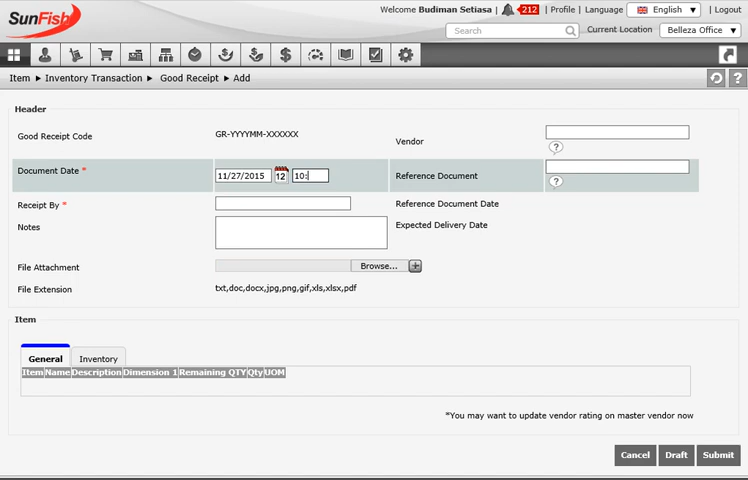 SunFish
Welcome Budiman Setiasa | 212 | Profile | Language English ▼ | Logout
Search Current Location Belleza Office ▼
Item ▶ Inventory Transaction ▶ Good Receipt ▶ Add
?
Header
Good Receipt Code GR-YYYYMM-XXXXXX
Vendor
?
Document Date * 11/27/2015 12 10:
Reference Document
?
Receipt By *
Reference Document Date
Notes
Expected Delivery Date
File Attachment Browse... +
File Extension txt,doc,docx,jpg,png,gif,xls,xlsx,pdf
Item
General Inventory
Item Name Description Dimension 1 Remaining QTY Qty UOM
*You may want to update vendor rating on master vendor now
Cancel Draft Submit